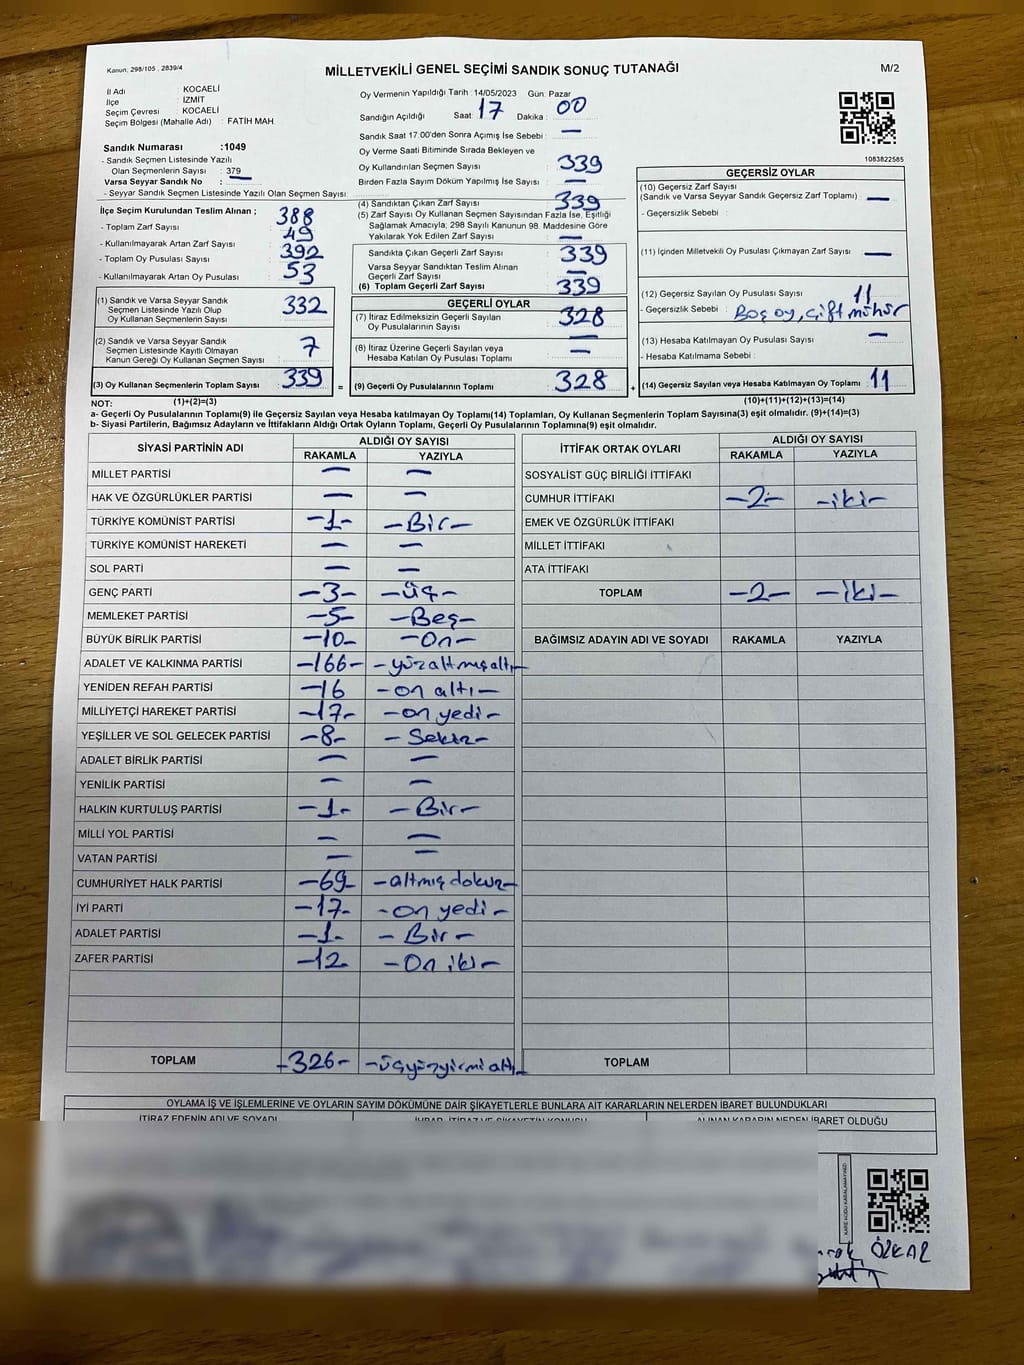 Kanun, 298/105 , 2839/4
MİLLETVEKİLİ GENEL SEÇİMİ SANDIK SONUÇ TUTANAĞI
M/2
İl Adı : KOCAELİ
İlçe : İZMİT
Seçim Çevresi : KOCAELİ
Seçim Bölgesi (Mahalle Adı) : FATİH MAH.
Sandık Numarası :1049
- Sandık Seçmen Listesinde Yazılı
Olan Seçmenlerin Sayısı : 379
Varsa Seyyar Sandık No : —
- Seyyar Sandık Seçmen Listesinde Yazılı Olan Seçmen Sayısı:
İlçe Seçim Kurulundan Teslim Alınan ;
- Toplam Zarf Sayısı : 388
- Kullanılmayarak Artan Zarf Sayısı : 49
- Toplam Oy Pusulası Sayısı : 392
- Kullanılmayarak Artan Oy Pusulası : 53
(1) Sandık ve Varsa Seyyar Sandık
Seçmen Listesinde Yazılı Olup
Oy Kullanan Seçmenlerin Sayısı : 332
(2) Sandık ve Varsa Seyyar Sandık
Seçmen Listesinde Kayıtlı Olmayan
Kanun Gereği Oy Kullanan Seçmen Sayısı : 7
(3) Oy Kullanan Seçmenlerin Toplam Sayısı : 339
(1)+(2)=(3)
Oy Vermenin Yapıldığı Tarih : 14/05/2023 Gün: Pazar
Sandığın Açıldığı Saat: 17 Dakika : 00
Sandık Saat 17.00'den Sonra Açımış İse Sebebi : —
Oy Verme Saati Bitiminde Sırada Bekleyen ve
Oy Kullandırılan Seçmen Sayısı : 339
Birden Fazla Sayım Döküm Yapılmış İse Sayısı : —
(4) Sandıktan Çıkan Zarf Sayısı : 339
(5) Zarf Sayısı Oy Kullanan Seçmen Sayısından Fazla İse, Eşitliği
Sağlamak Amacıyla; 298 Sayılı Kanunun 98. Maddesine Göre
Yakılarak Yok Edilen Zarf Sayısı : —
Sandıkta Çıkan Geçerli Zarf Sayısı : 339
Varsa Seyyar Sandıktan Teslim Alınan
Geçerli Zarf Sayısı : —
(6) Toplam Geçerli Zarf Sayısı : 339
GEÇERLİ OYLAR
(7) İtiraz Edilmeksizin Geçerli Sayılan
Oy Pusulalarının Sayısı : 328
(8) İtiraz Üzerine Geçerli Sayılan veya
Hesaba Katılan Oy Pusulası Toplamı : —
= (9) Geçerli Oy Pusulalarının Toplamı : 328
1083822585
GEÇERSİZ OYLAR
(10) Geçersiz Zarf Sayısı
(Sandık ve Varsa Seyyar Sandık Geçersiz Zarf Toplamı) : —
- Geçersizlik Sebebi :
(11) İçinden Milletvekili Oy Pusulası Çıkmayan Zarf Sayısı : —
(12) Geçersiz Sayılan Oy Pusulası Sayısı : 11
- Geçersizlik Sebebi : Boş oy, çift mühür
(13) Hesaba Katılmayan Oy Pusulası Sayısı : —
- Hesaba Katılmama Sebebi :
+ (14) Geçersiz Sayılan veya Hesaba Katılmayan Oy Toplamı : 11
(10)+(11)+(12)+(13)=(14)
NOT:
a- Geçerli Oy Pusulalarının Toplamı(9) ile Geçersiz Sayılan veya Hesaba katılmayan Oy Toplamı(14) Toplamları, Oy Kullanan Seçmenlerin Toplam Sayısına(3) eşit olmalıdır. (9)+(14)=(3)
b- Siyasi Partilerin, Bağımsız Adayların ve İttifakların Aldığı Ortak Oyların Toplamı, Geçerli Oy Pusulalarının Toplamına(9) eşit olmalıdır.
SİYASİ PARTİNİN ADI ALDIĞI OY SAYISI
RAKAMLA YAZIYLA
MİLLET PARTİSİ — —
HAK VE ÖZGÜRLÜKLER PARTİSİ — —
TÜRKİYE KOMÜNİST PARTİSİ -1- -Bir-
TÜRKİYE KOMÜNİST HAREKETİ — —
SOL PARTİ — —
GENÇ PARTİ -3- -üç-
MEMLEKET PARTİSİ -5- -Beş-
BÜYÜK BİRLİK PARTİSİ -10- -On-
ADALET VE KALKINMA PARTİSİ -166- -yüzaltmışaltı-
YENİDEN REFAH PARTİSİ -16 -on altı-
MİLLİYETÇİ HAREKET PARTİSİ -17- -on yedi-
YEŞİLLER VE SOL GELECEK PARTİSİ -8- -Sekiz-
ADALET BİRLİK PARTİSİ — —
YENİLİK PARTİSİ — —
HALKIN KURTULUŞ PARTİSİ -1- -Bir-
MİLLİ YOL PARTİSİ — —
VATAN PARTİSİ — —
CUMHURİYET HALK PARTİSİ -69- -altmış dokuz-
İYİ PARTİ -17- -on yedi-
ADALET PARTİSİ -1- -Bir-
ZAFER PARTİSİ -12- -On iki-
TOPLAM -326- -üçyüzyirmi altı-
İTTİFAK ORTAK OYLARI ALDIĞI OY SAYISI
RAKAMLA YAZIYLA
SOSYALİST GÜÇ BİRLİĞİ İTTİFAKI
CUMHUR İTTİFAKI -2- -iki-
EMEK VE ÖZGÜRLÜK İTTİFAKI
MİLLET İTTİFAKI
ATA İTTİFAKI
TOPLAM -2- -iki-
BAĞIMSIZ ADAYIN ADI VE SOYADI RAKAMLA YAZIYLA
TOPLAM
OYLAMA İŞ VE İŞLEMLERİNE VE OYLARIN SAYIM DÖKÜMÜNE DAİR ŞİKAYETLERLE BUNLARA AİT KARARLARIN NELERDEN İBARET BULUNDUKLARI
İTİRAZ EDENİN ADI VE SOYADI İHBAR, İTİRAZ VE ŞİKAYETİN KONUSU ALINAN KARARIN NEDEN İBARET OLDUĞU
KARE KODU KARALAMAYINIZ!
ÖZKAL